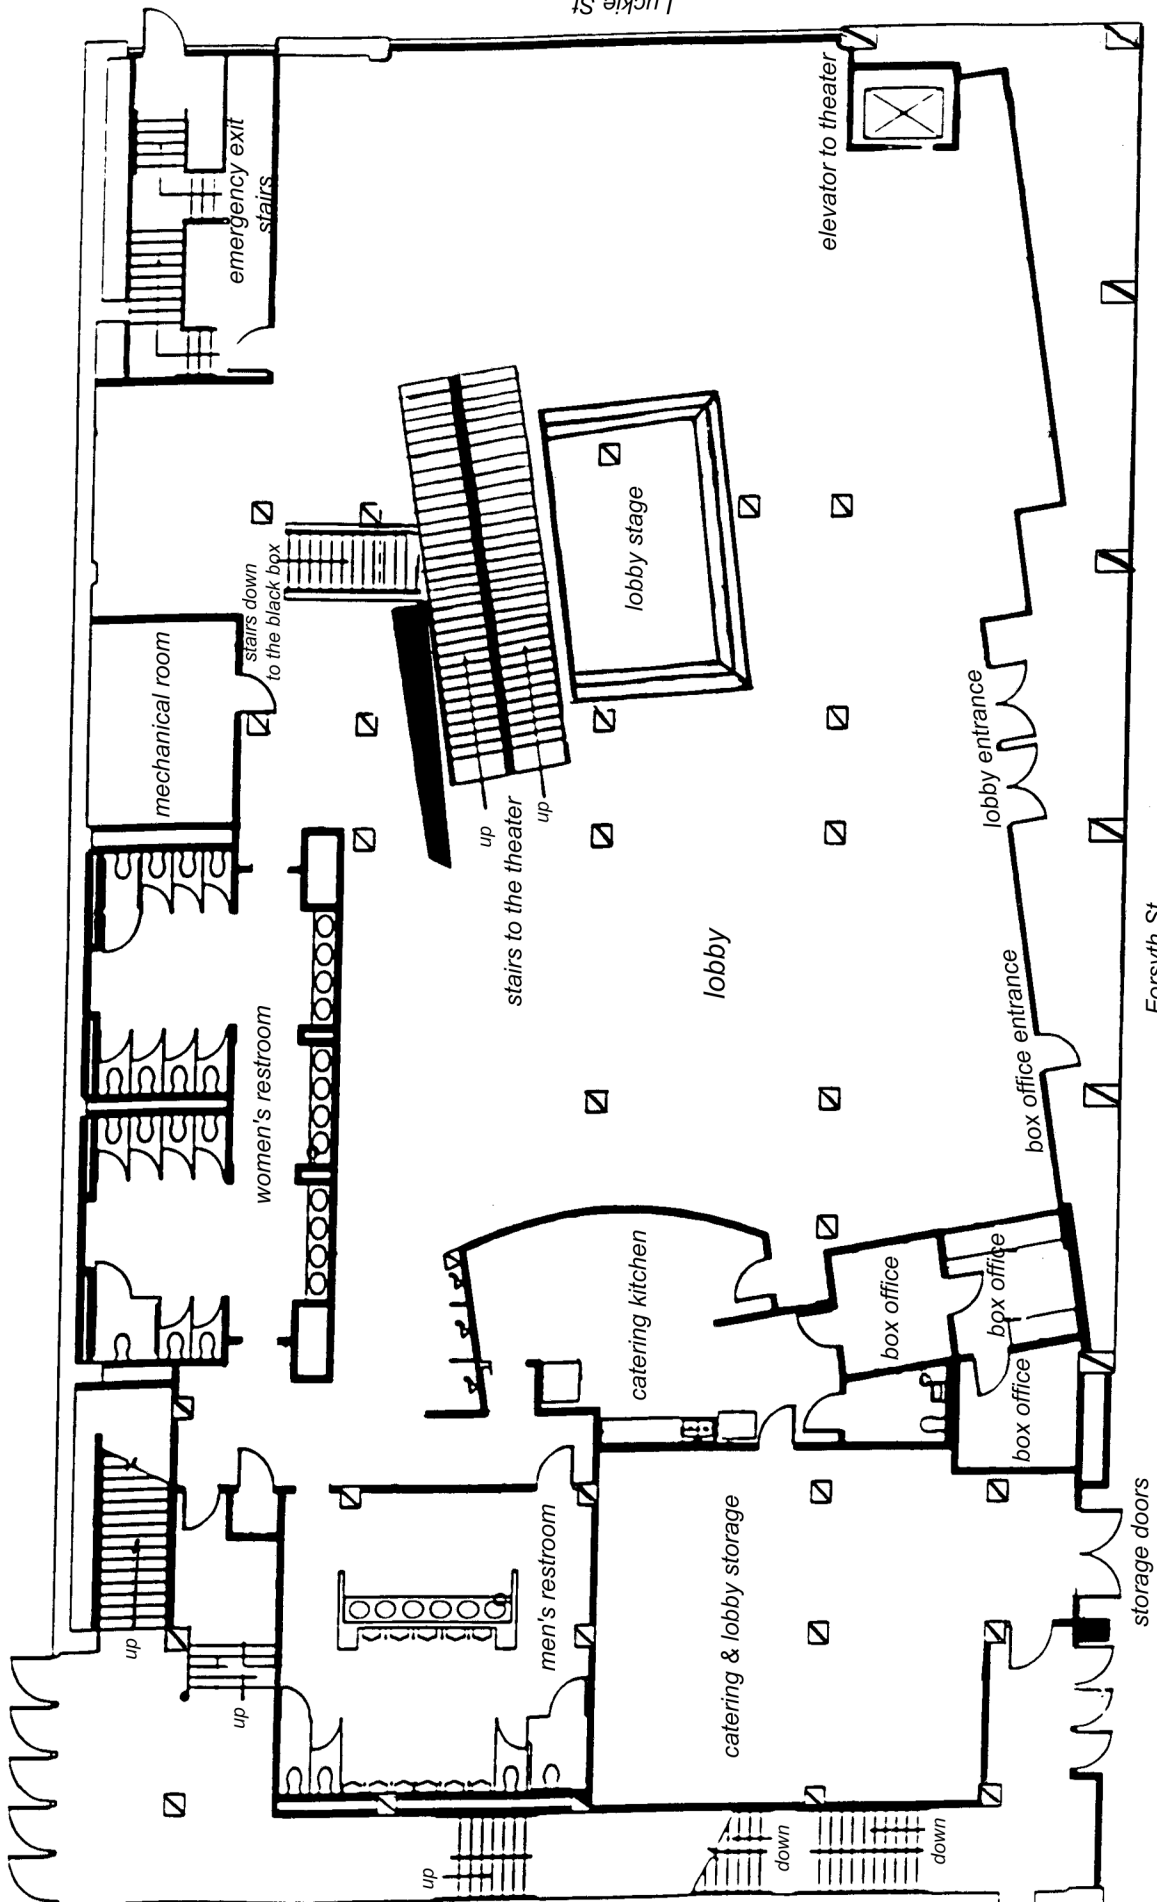 Luckie St
emergency exit
stairs
elevator to theater
stairs down
to the black box
lobby stage
mechanical room
lobby entrance
up
up
stairs to the theater
lobby
women's restroom
box office entrance
Forsyth St
catering kitchen
box office
box office
box office
men's restroom
catering & lobby storage
storage doors
up
up
up
down
down